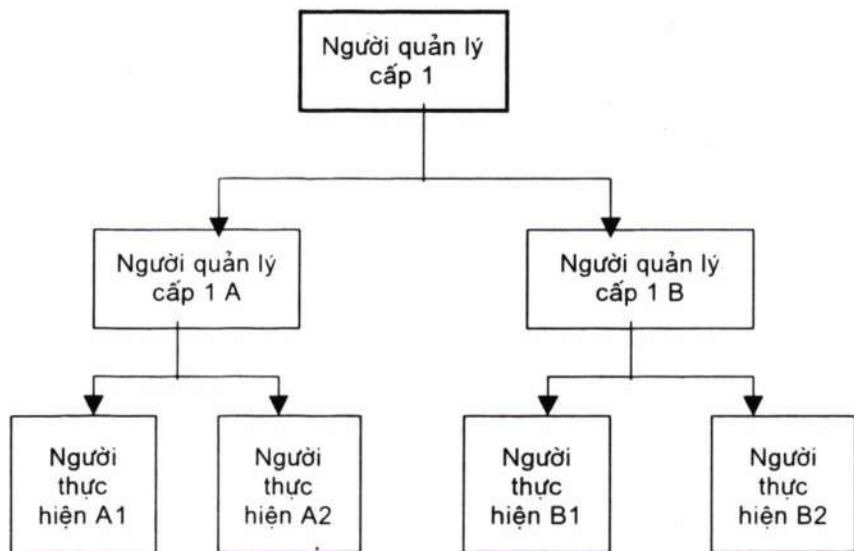 Người quản lý
cấp 1
Người quản lý
cấp 1 A
Người quản lý
cấp 1 B
Người
thực
hiện A1
Người
thực
hiện A2
Người
thực
hiện B1
Người
thực
hiện B2